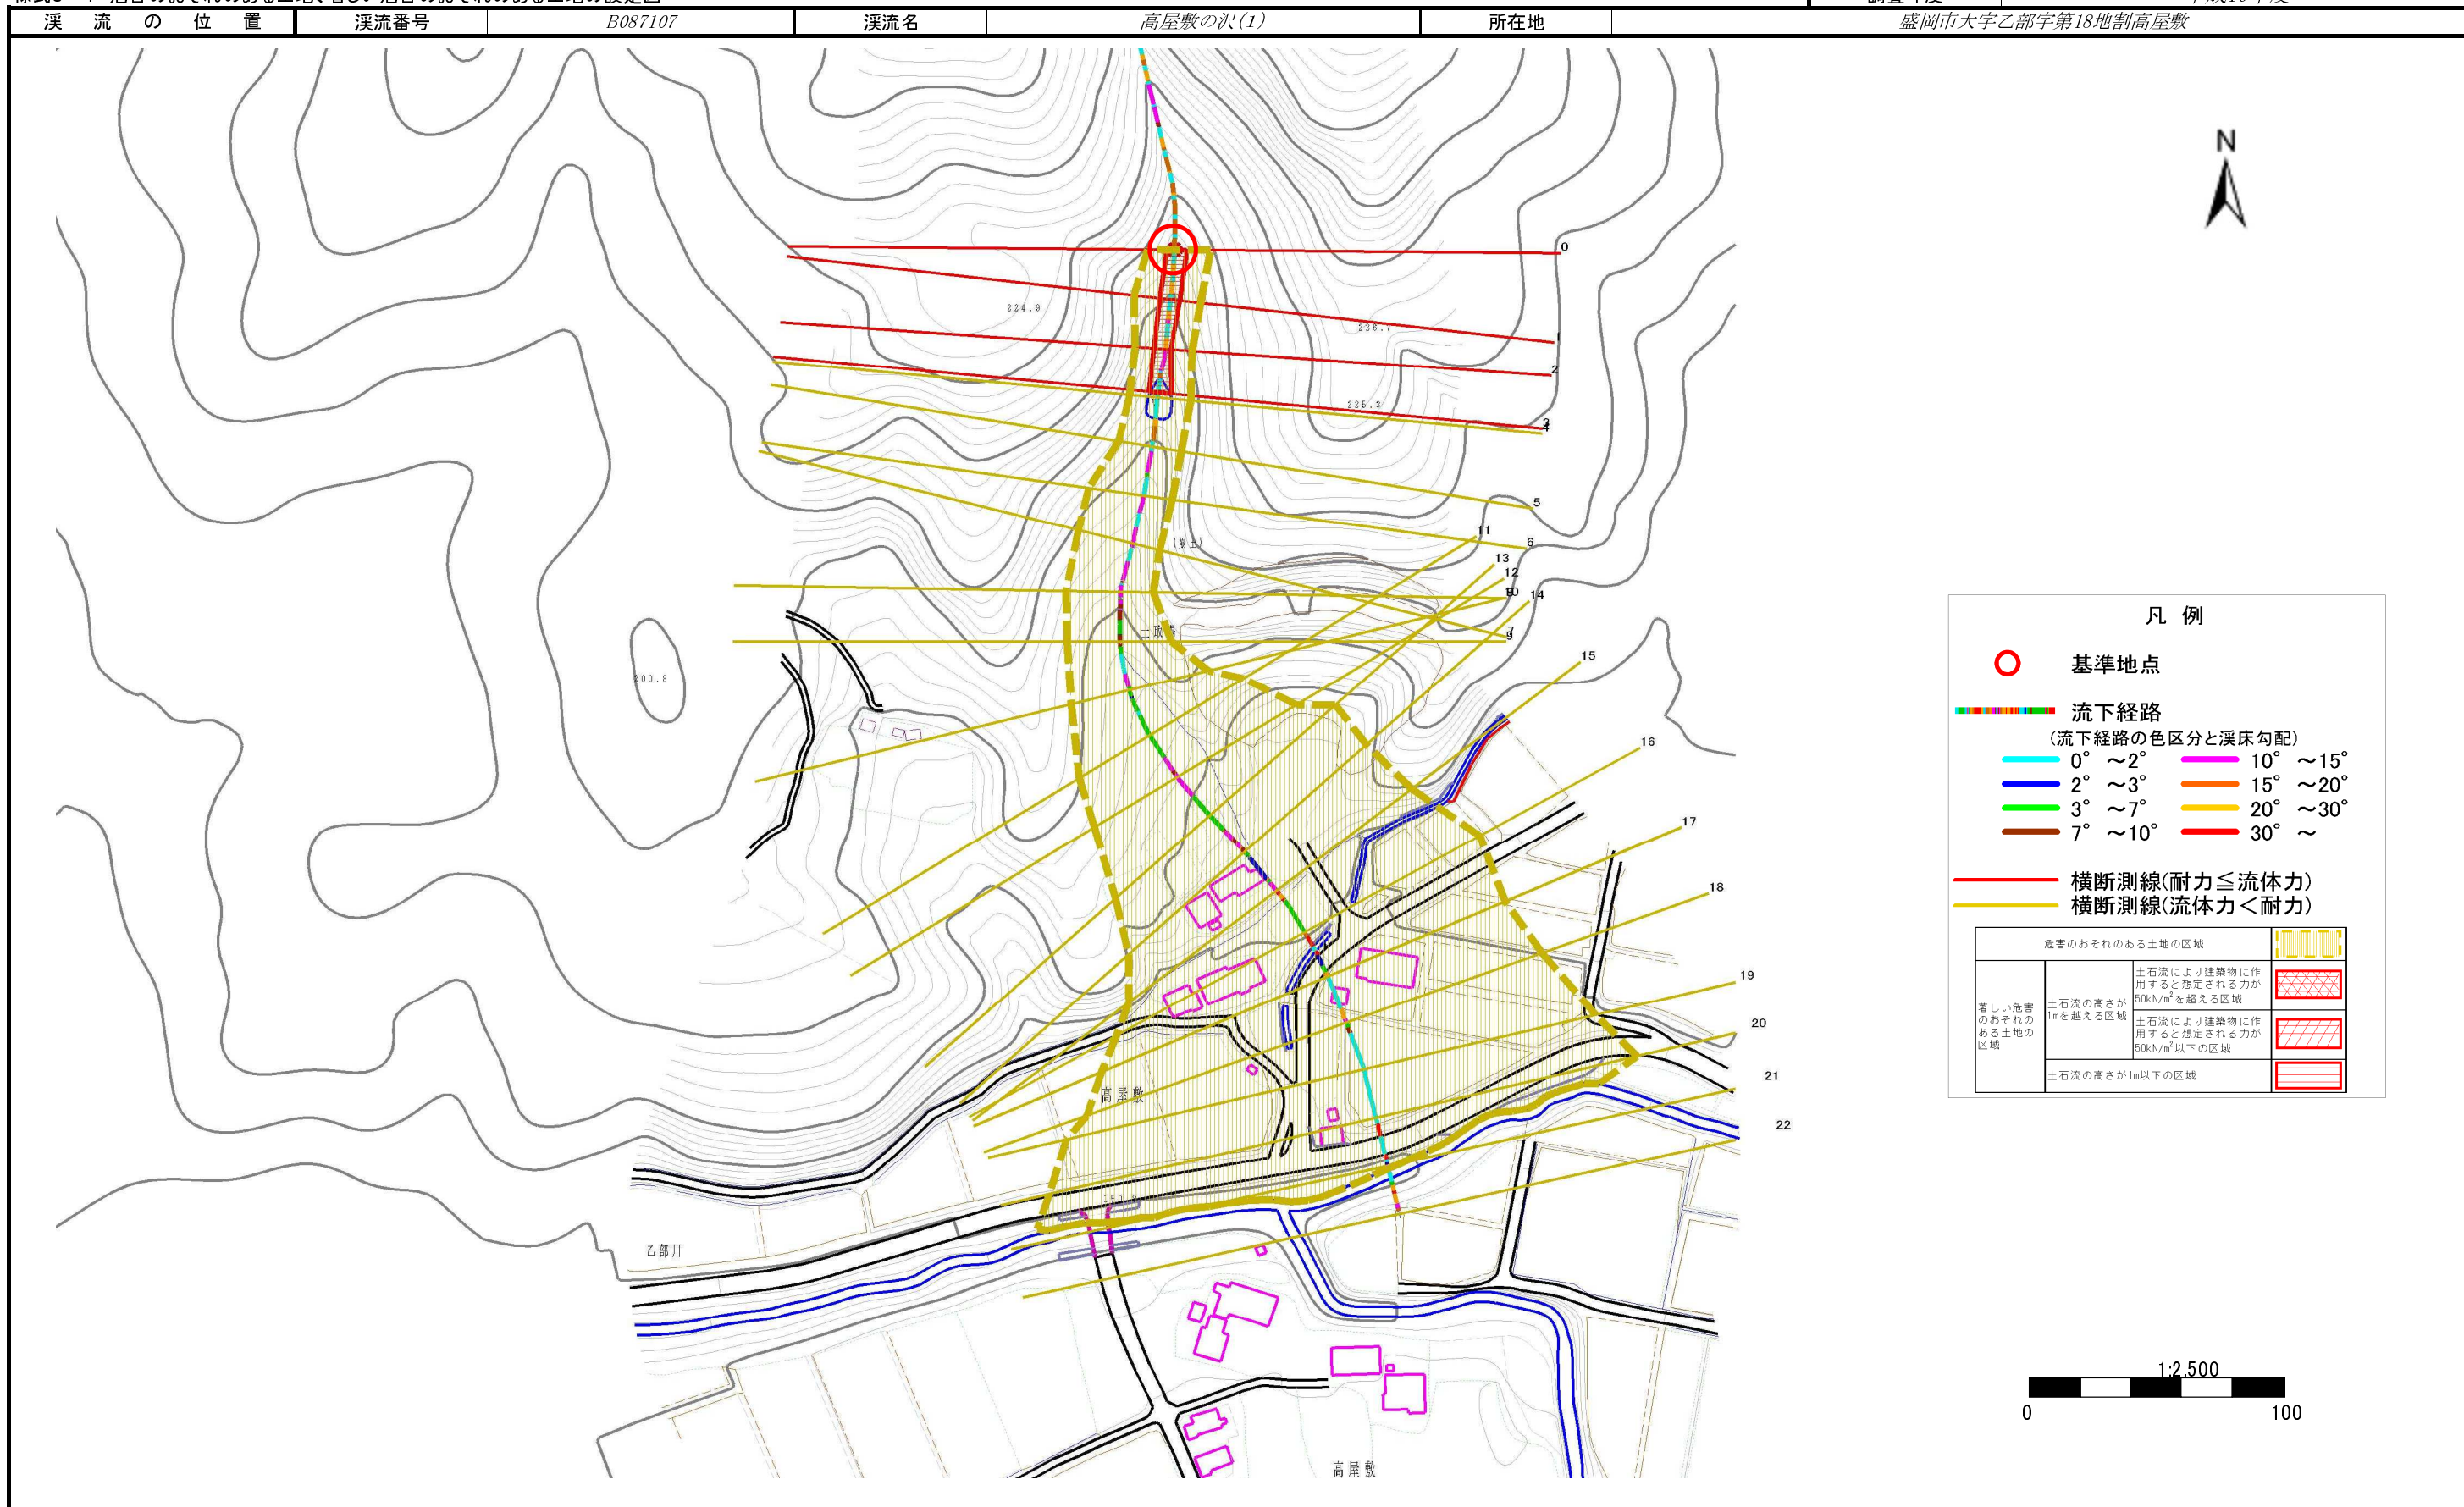 渓流の位置 渓流番号 B087107 渓流名 高屋敷の沢(1) 所在地 盛岡市大字乙部字第18地割高屋敷
N
0
224.9
226.7
1
2
225.3
3
4
5
11
6
(崩土)
13
12
10
14
7
9
15
200.8
16
17
18
19
20
21
高屋敷
22
乙部川
高屋敷
凡 例
基準地点
流下経路
(流下経路の色区分と渓床勾配)
0° ～2° 10° ～15°
2° ～3° 15° ～20°
3° ～7° 20° ～30°
7° ～10° 30° ～
横断測線(耐力≦流体力)
横断測線(流体力＜耐力)
危害のおそれのある土地の区域
著しい危害のおそれのある土地の区域
土石流の高さが1mを越える区域
土石流により建築物に作用すると想定される力が50kN/m²を超える区域
土石流により建築物に作用すると想定される力が50kN/m²以下の区域
土石流の高さが1m以下の区域
1:2,500
0 100